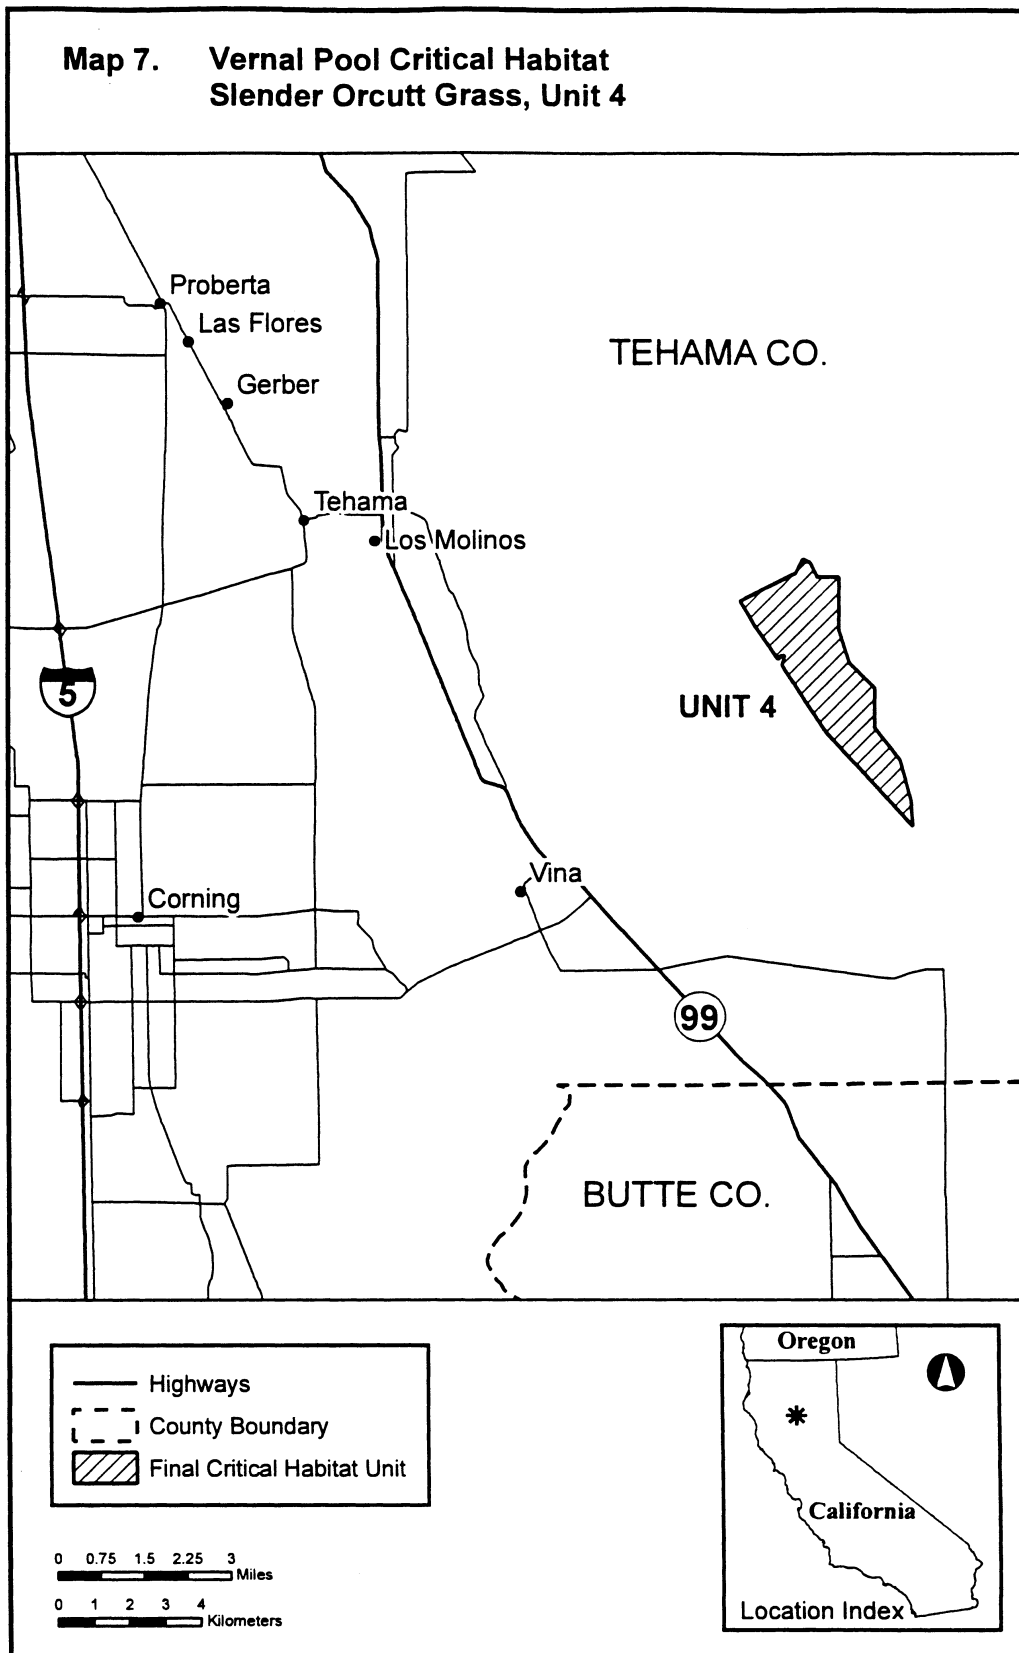 Map 7. Vernal Pool Critical Habitat
Slender Orcutt Grass, Unit 4
Proberta
Las Flores
TEHAMA CO.
Gerber
Tehama
Los Molinos
5
UNIT 4
Vina
Corning
99
BUTTE CO.
Highways
County Boundary
Final Critical Habitat Unit
0 0.75 1.5 2.25 3
Miles
0 1 2 3 4
Kilometers
Oregon
California
Location Index